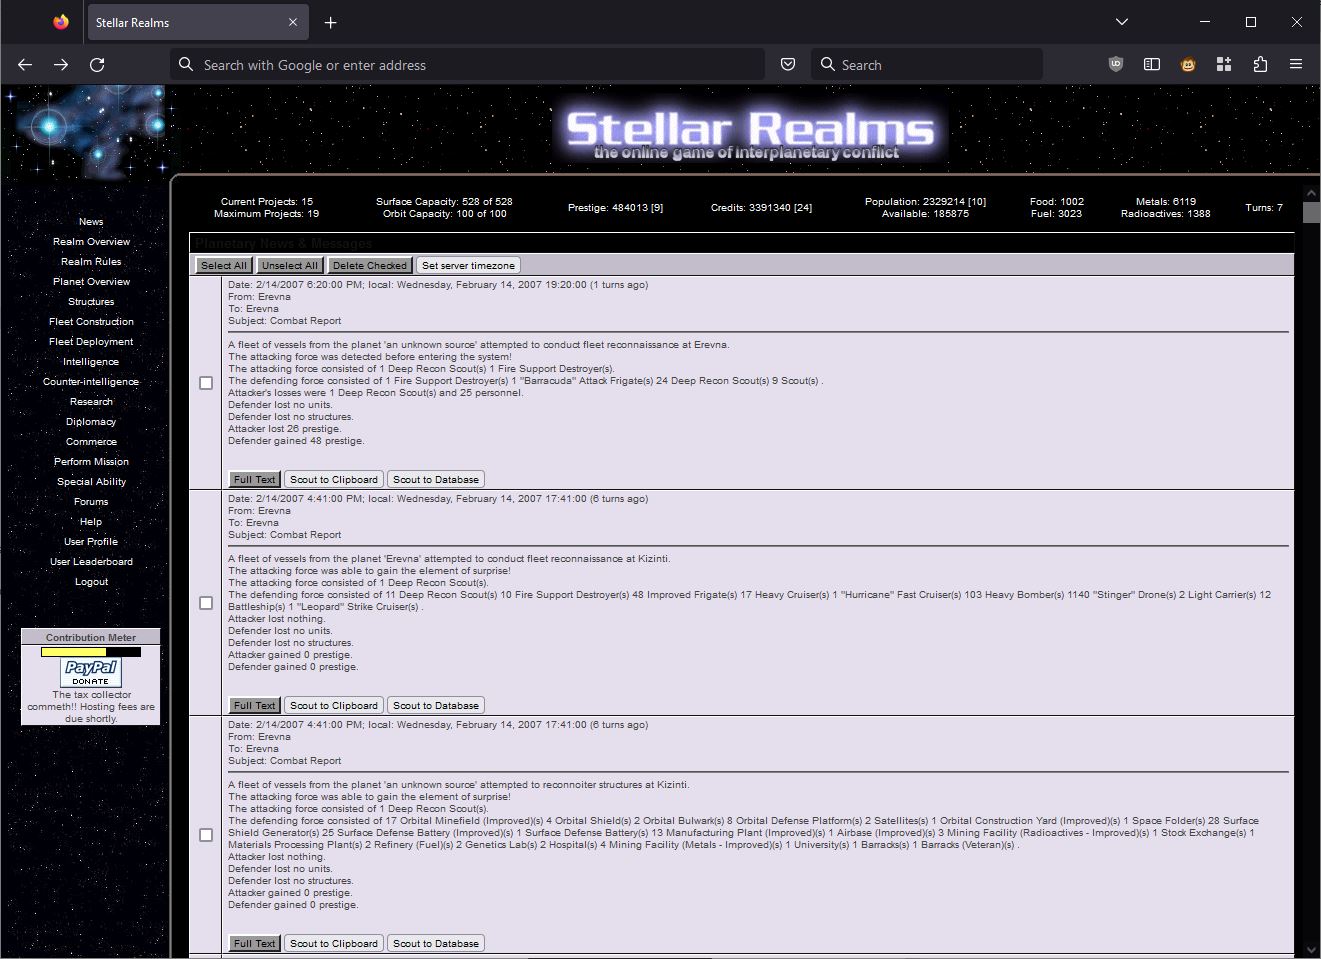 Stellar Realms
Search with Google or enter address
Search
Stellar Realms
the online game of interplanetary conflict
Current Projects: 15
Maximum Projects: 19
Surface Capacity: 528 of 528
Orbit Capacity: 100 of 100
Prestige: 484013 [9]
Credits: 3391340 [24]
Population: 2329214 [10]
Available: 185875
Food: 1002
Fuel: 3023
Metals: 6119
Radioactives: 1388
Turns: 7
News
Realm Overview
Realm Rules
Planet Overview
Structures
Fleet Construction
Fleet Deployment
Intelligence
Counter-intelligence
Research
Diplomacy
Commerce
Perform Mission
Special Ability
Forums
Help
User Profile
User Leaderboard
Logout
Contribution Meter
PayPal
DONATE
The tax collector
commeth!! Hosting fees are
due shortly.
Planetary News & Messages
Select All Unselect All Delete Checked Set server timezone
Date: 2/14/2007 6:20:00 PM; local: Wednesday, February 14, 2007 19:20:00 (1 turns ago)
From: Erevna
To: Erevna
Subject: Combat Report
A fleet of vessels from the planet 'an unknown source' attempted to conduct fleet reconnaissance at Erevna.
The attacking force was detected before entering the system!
The attacking force consisted of 1 Deep Recon Scout(s) 1 Fire Support Destroyer(s).
The defending force consisted of 1 Fire Support Destroyer(s) 1 "Barracuda" Attack Frigate(s) 24 Deep Recon Scout(s) 9 Scout(s) .
Attacker's losses were 1 Deep Recon Scout(s) and 25 personnel.
Defender lost no units.
Defender lost no structures.
Attacker lost 26 prestige.
Defender gained 48 prestige.
Full Text Scout to Clipboard Scout to Database
Date: 2/14/2007 4:41:00 PM; local: Wednesday, February 14, 2007 17:41:00 (6 turns ago)
From: Erevna
To: Erevna
Subject: Combat Report
A fleet of vessels from the planet 'Erevna' attempted to conduct fleet reconnaissance at Kizinti.
The attacking force was able to gain the element of surprise!
The attacking force consisted of 1 Deep Recon Scout(s).
The defending force consisted of 11 Deep Recon Scout(s) 10 Fire Support Destroyer(s) 48 Improved Frigate(s) 17 Heavy Cruiser(s) 1 "Hurricane" Fast Cruiser(s) 103 Heavy Bomber(s) 1140 "Stinger" Drone(s) 2 Light Carrier(s) 12
Battleship(s) 1 "Leopard" Strike Cruiser(s) .
Attacker lost nothing.
Defender lost no units.
Defender lost no structures.
Attacker gained 0 prestige.
Defender gained 0 prestige.
Full Text Scout to Clipboard Scout to Database
Date: 2/14/2007 4:41:00 PM; local: Wednesday, February 14, 2007 17:41:00 (6 turns ago)
From: Erevna
To: Erevna
Subject: Combat Report
A fleet of vessels from the planet 'an unknown source' attempted to reconnoiter structures at Kizinti.
The attacking force was able to gain the element of surprise!
The attacking force consisted of 1 Deep Recon Scout(s).
The defending force consisted of 17 Orbital Minefield (Improved)(s) 4 Orbital Shield(s) 2 Orbital Bulwark(s) 8 Orbital Defense Platform(s) 2 Satellites(s) 1 Orbital Construction Yard (Improved)(s) 1 Space Folder(s) 28 Surface
Shield Generator(s) 25 Surface Defense Battery (Improved)(s) 1 Surface Defense Battery(s) 13 Manufacturing Plant (Improved)(s) 1 Airbase (Improved)(s) 3 Mining Facility (Radioactives - Improved)(s) 1 Stock Exchange(s) 1
Materials Processing Plant(s) 2 Refinery (Fuel)(s) 2 Genetics Lab(s) 2 Hospital(s) 4 Mining Facility (Metals - Improved)(s) 1 University(s) 1 Barracks(s) 1 Barracks (Veteran)(s) .
Attacker lost nothing.
Defender lost no units.
Defender lost no structures.
Attacker gained 0 prestige.
Defender gained 0 prestige.
Full Text Scout to Clipboard Scout to Database